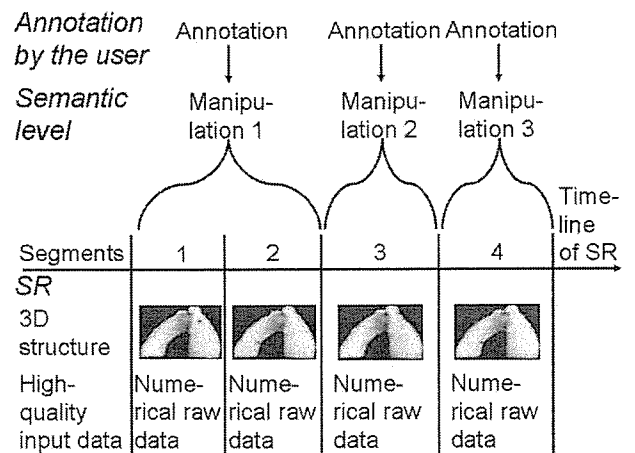 Annotation
by the user
Annotation
Annotation
Annotation
Semantic
level
Manipu-
lation 1
Manipu-
lation 2
Manipu-
lation 3
Time-
line
of SR
Segments
1
2
3
4
SR
3D
structure
High-
quality
input data
Nume-
rical raw
data
Nume-
rical raw
data
Nume-
rical raw
data
Nume-
rical raw
data